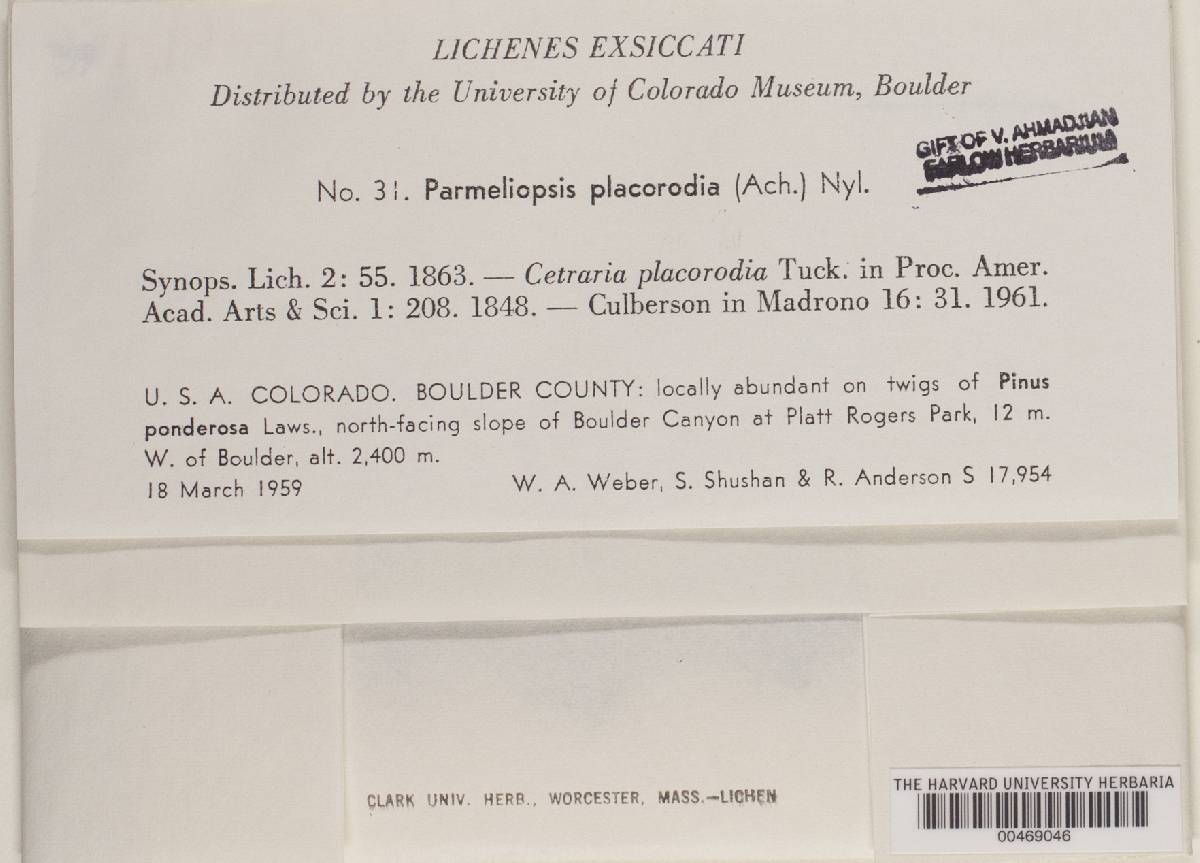 LICHENES EXSICCATI
Distributed by the University of Colorado Museum, Boulder
GIFT OF V. AHMADJIAN
FARLOW HERBARIUM
No. 31. Parmeliopsis placorodia (Ach.) Nyl.
Synops. Lich. 2: 55. 1863. — Cetraria placorodia Tuck. in Proc. Amer.
Acad. Arts & Sci. 1: 208. 1848. — Culberson in Madrono 16: 31. 1961.
U. S. A. COLORADO. BOULDER COUNTY: locally abundant on twigs of Pinus
ponderosa Laws., north-facing slope of Boulder Canyon at Platt Rogers Park, 12 m.
W. of Boulder, alt. 2,400 m.
18 March 1959 W. A. Weber, S. Shushan & R. Anderson S 17,954
CLARK UNIV. HERB., WORCESTER, MASS.—LICHEN
THE HARVARD UNIVERSITY HERBARIA
00469046